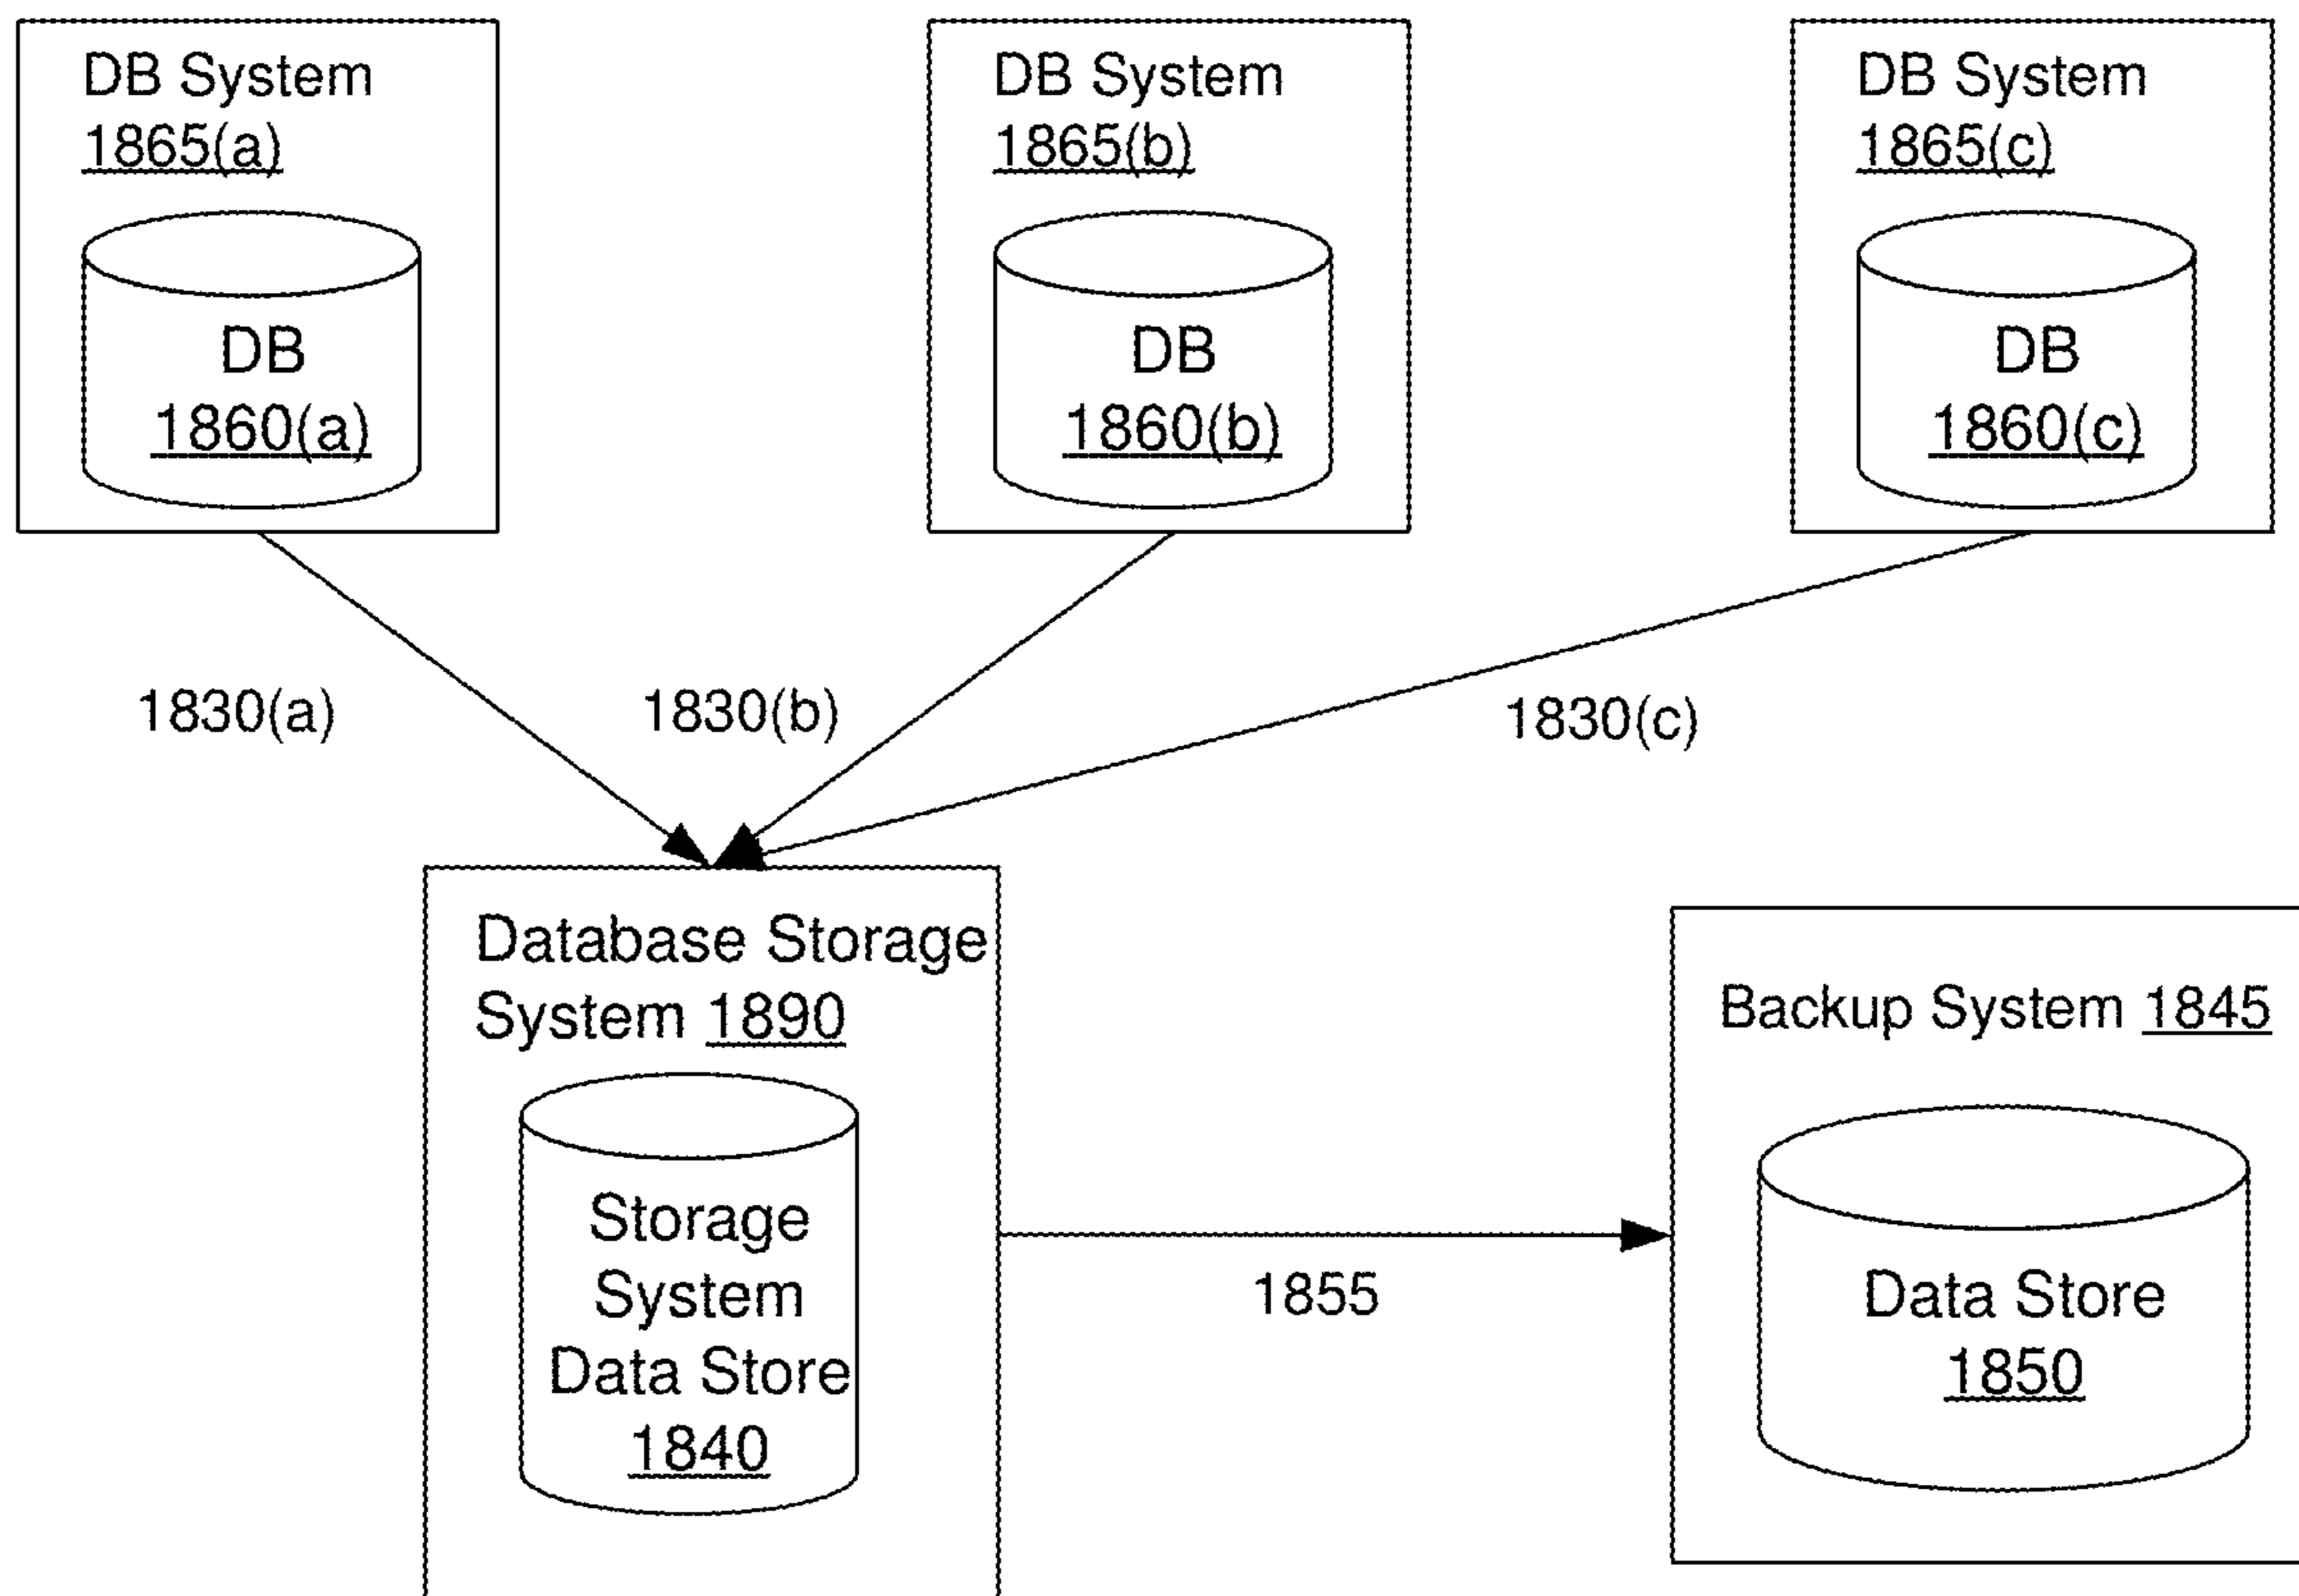 DB System
1865(a)
DB
1860(a)
DB System
1865(b)
DB
1860(b)
DB System
1865(c)
DB
1860(c)
1830(a)
1830(b)
1830(c)
Database Storage
System 1890
Storage
System
Data Store
1840
1855
Backup System 1845
Data Store
1850